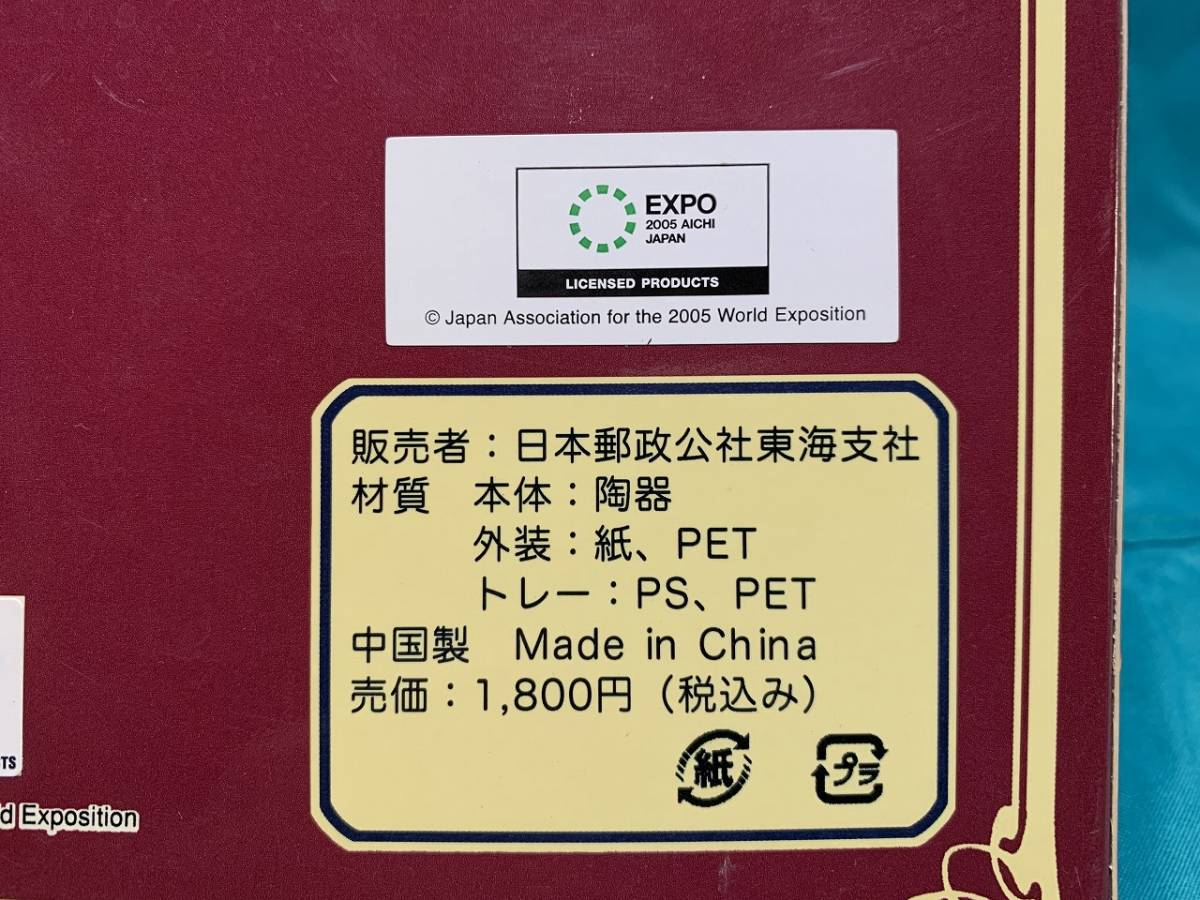 EXPO
2005 AICHI
JAPAN
LICENSED PRODUCTS
© Japan Association for the 2005 World Exposition
販売者：日本郵政公社東海支社
材質　本体：陶器
外装：紙、PET
トレー：PS、PET
中国製　Made in China
売価：1,800円（税込み）
紙
プラ
Exposition